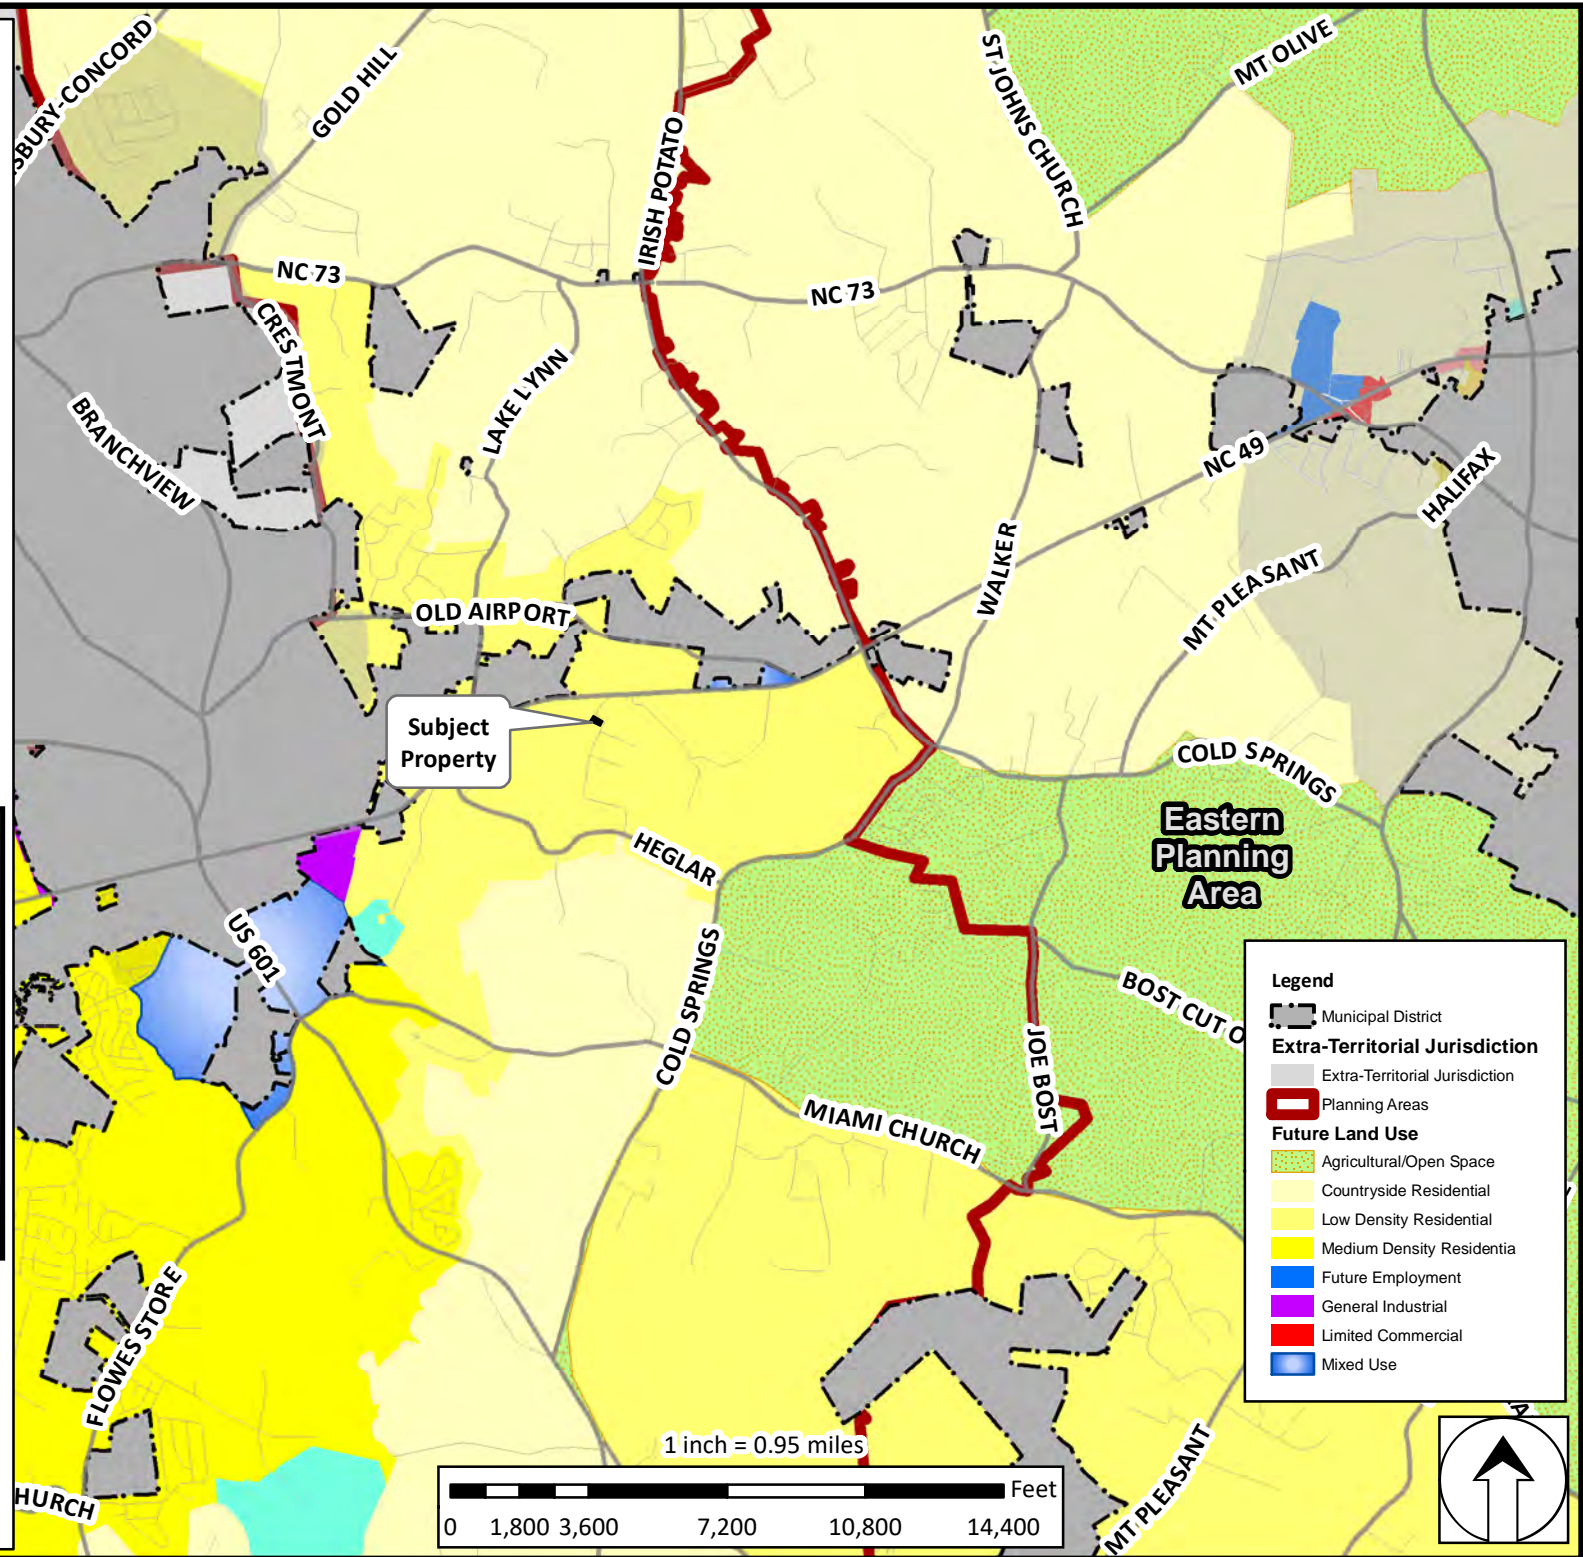 SBURY-CONCORD
GOLD HILL
IRISH POTATO
ST JOHNS CHURCH
MT OLIVE
NC 73
NC 73
CRESTMONT
LAKE LYNN
BRANCHVIEW
NC 49
HALIFAX
WALKER
MT PLEASANT
OLD AIRPORT
Subject
Property
COLD SPRINGS
Eastern
Planning
Area
HEGLAR
US 601
COLD SPRINGS
BOST CUT O
JOE BOST
MIAMI CHURCH
FLOWES STORE
HURCH
MT PLEASANT
Legend
Municipal District
Extra-Territorial Jurisdiction
Extra-Territorial Jurisdiction
Planning Areas
Future Land Use
Agricultural/Open Space
Countryside Residential
Low Density Residential
Medium Density Residentia
Future Employment
General Industrial
Limited Commercial
Mixed Use
1 inch = 0.95 miles
Feet
0 1,800 3,600 7,200 10,800 14,400